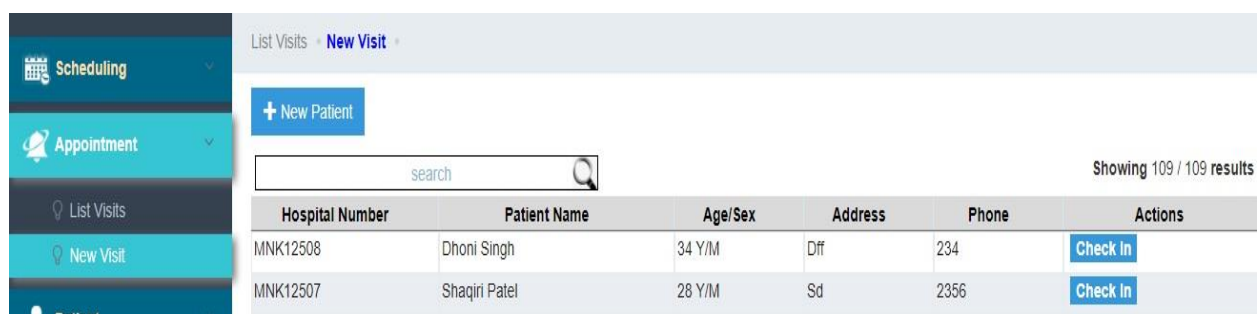 List Visits New Visit
Scheduling
+ New Patient
Appointment
search
Showing 109 / 109 results
List Visits
New Visit
Hospital Number Patient Name Age/Sex Address Phone Actions
MNK12508 Dhoni Singh 34 Y/M Dff 234 Check In
MNK12507 Shaqiri Patel 28 Y/M Sd 2356 Check In